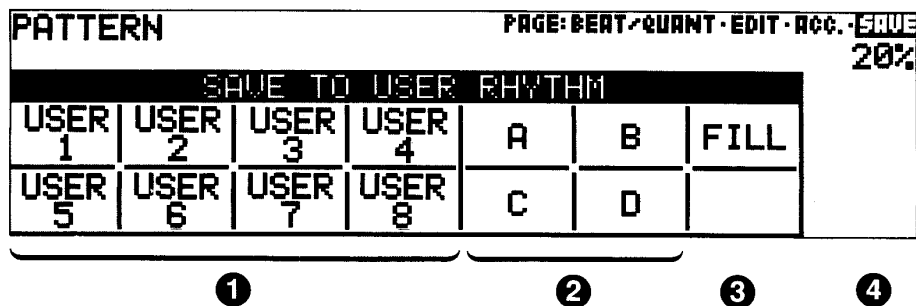 PATTERN PAGE: BEAT/QUANT · EDIT · ACC. · SAVE
20%
SAVE TO USER RHYTHM
USER 1 USER 2 USER 3 USER 4 A B FILL
USER 5 USER 6 USER 7 USER 8 C D
1 2 3 4